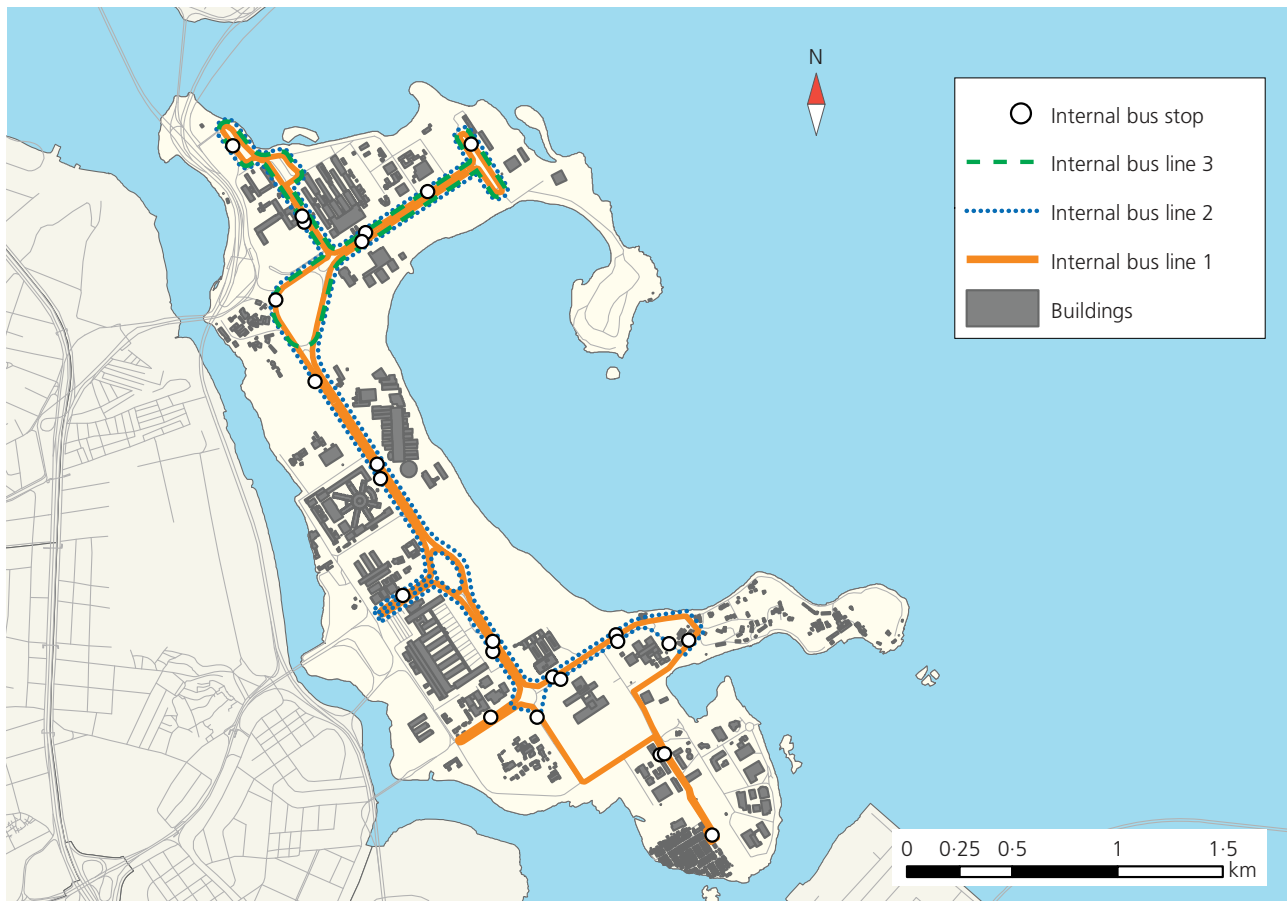 N
Internal bus stop
Internal bus line 3
Internal bus line 2
Internal bus line 1
Buildings
0 0·25 0·5 1 1·5
km